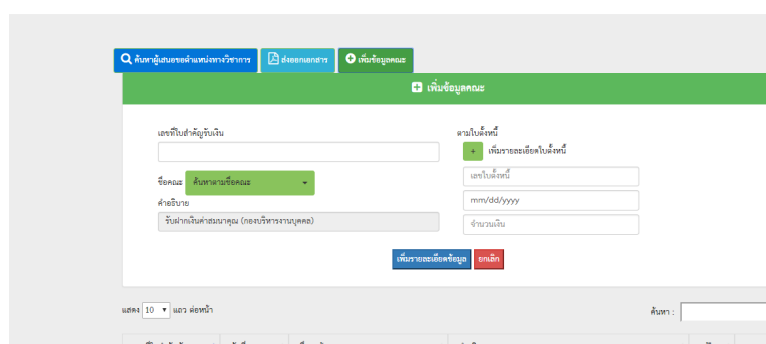 ค้นหาผู้เสนอขอตำแหน่งทางวิชาการ ส่งออกเอกสาร เพิ่มข้อมูลคณะ
เพิ่มข้อมูลคณะ
เลขที่ใบสำคัญรับเงิน
ตามใบตั้งหนี้
+ เพิ่มรายละเอียดใบตั้งหนี้
เลขใบตั้งหนี้
ชื่อคณะ ค้นหาตามชื่อคณะ
mm/dd/yyyy
คำอธิบาย
รับฝากเงินค่าสมนาคุณ (กองบริหารงานบุคคล)
จำนวนเงิน
เพิ่มรายละเอียดข้อมูล ยกเลิก
แสดง 10 แถว ต่อหน้า
ค้นหา :